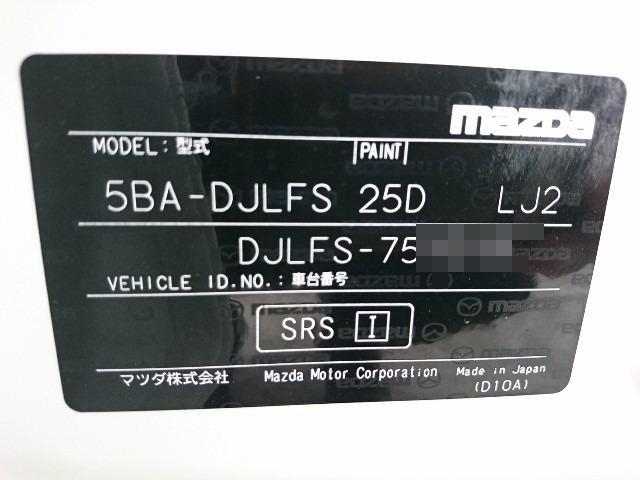 mazda
MODEL: 型式 PAINT
5BA-DJLFS 25D LJ2
DJLFS-75
VEHICLE ID.NO.: 車台番号
SRS I
マツダ株式会社 Mazda Motor Corporation Made in Japan
(D10A)